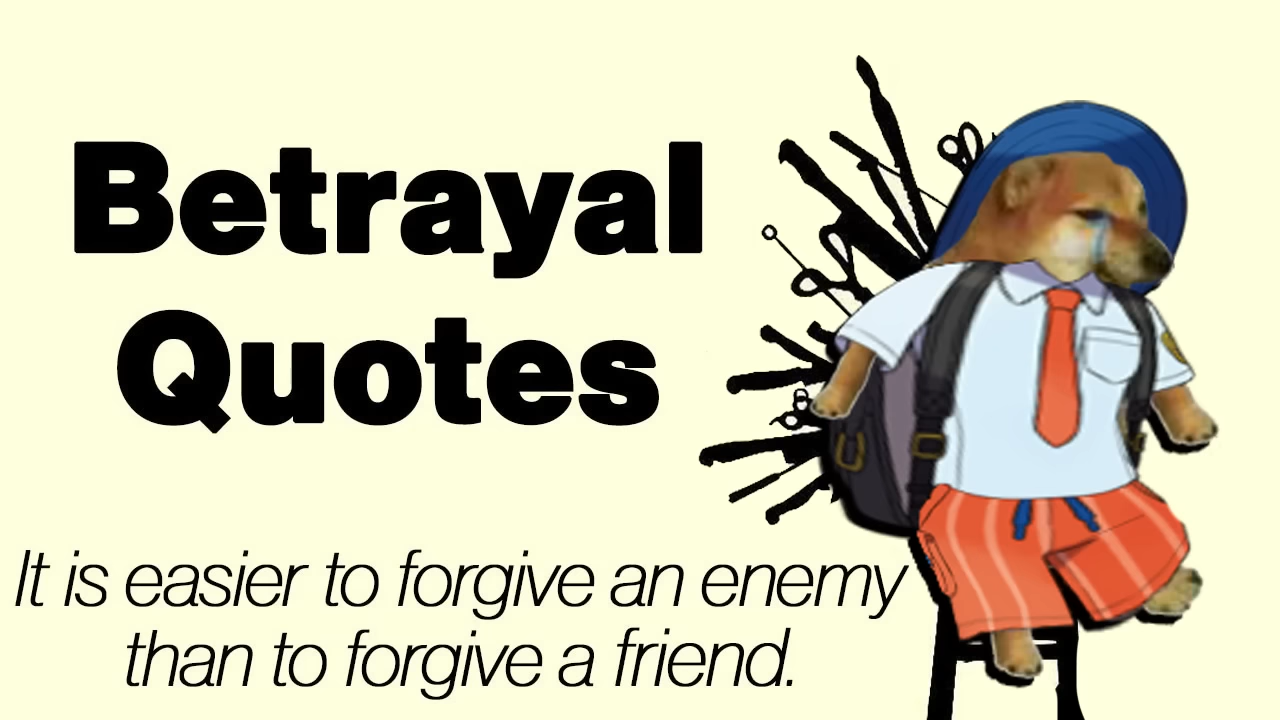 Betrayal
Quotes
It is easier to forgive an enemy
than to forgive a friend.